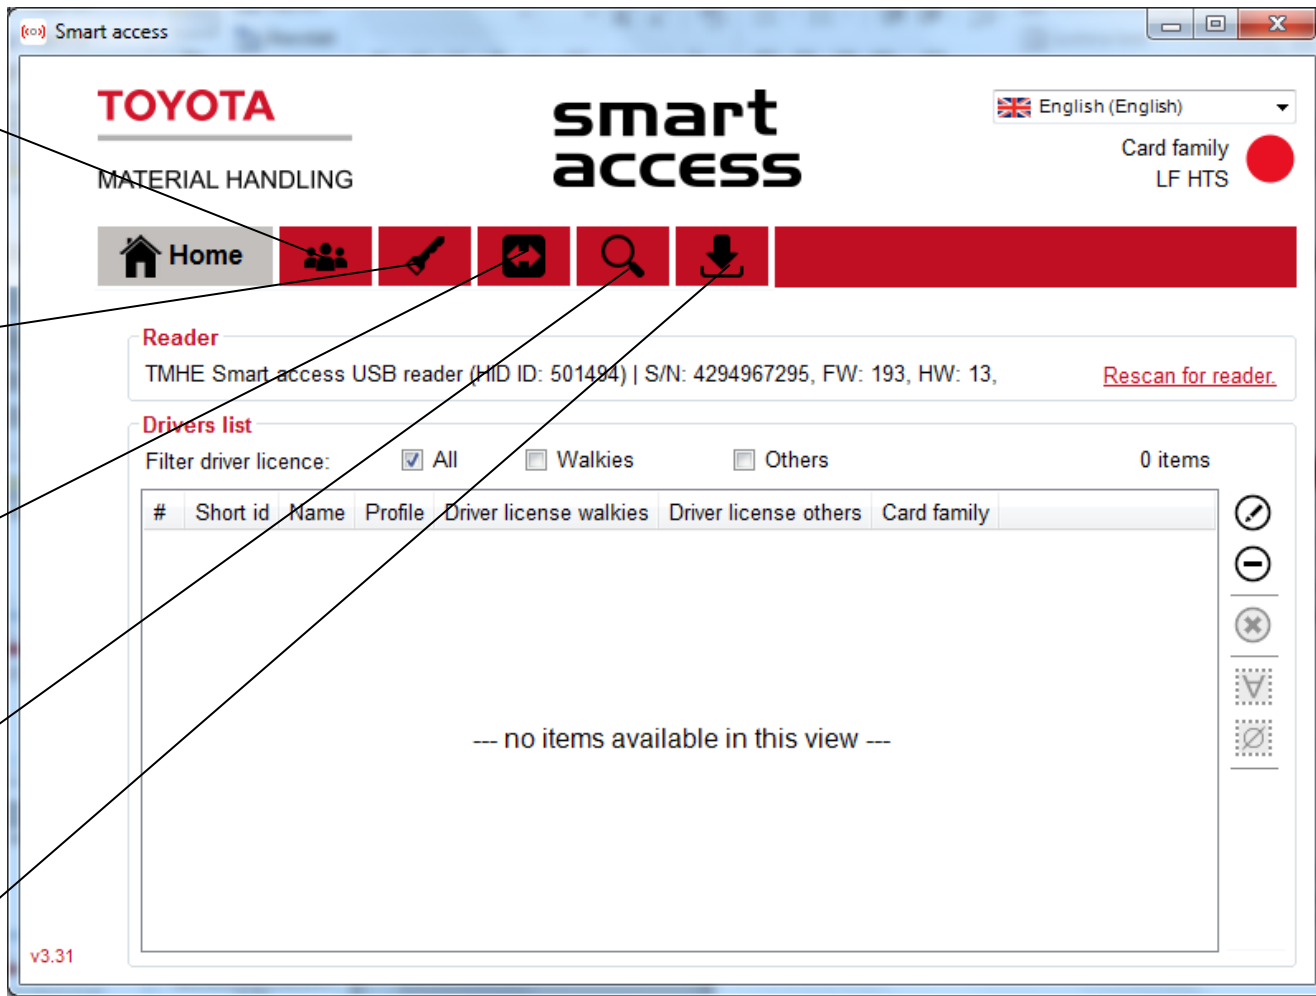 Smart access
TOYOTA
MATERIAL HANDLING
smart
access
English (English)
Card family
LF HTS
Home
Reader
TMHE Smart access USB reader (HID ID: 501494) | S/N: 4294967295, FW: 193, HW: 13,
Rescan for reader.
Drivers list
Filter driver licence: All Walkies Others 0 items
# Short id Name Profile Driver license walkies Driver license others Card family
--- no items available in this view ---
v3.31